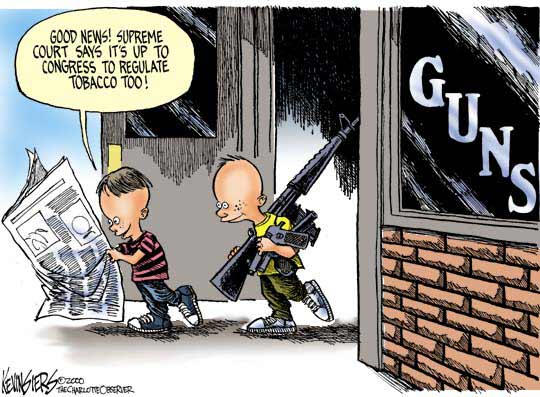 GOOD NEWS! SUPREME
COURT SAYS IT'S UP TO
CONGRESS TO REGULATE
TOBACCO TOO!
GUNS
KEVIN SIERS ©2000
THE CHARLOTTE OBSERVER